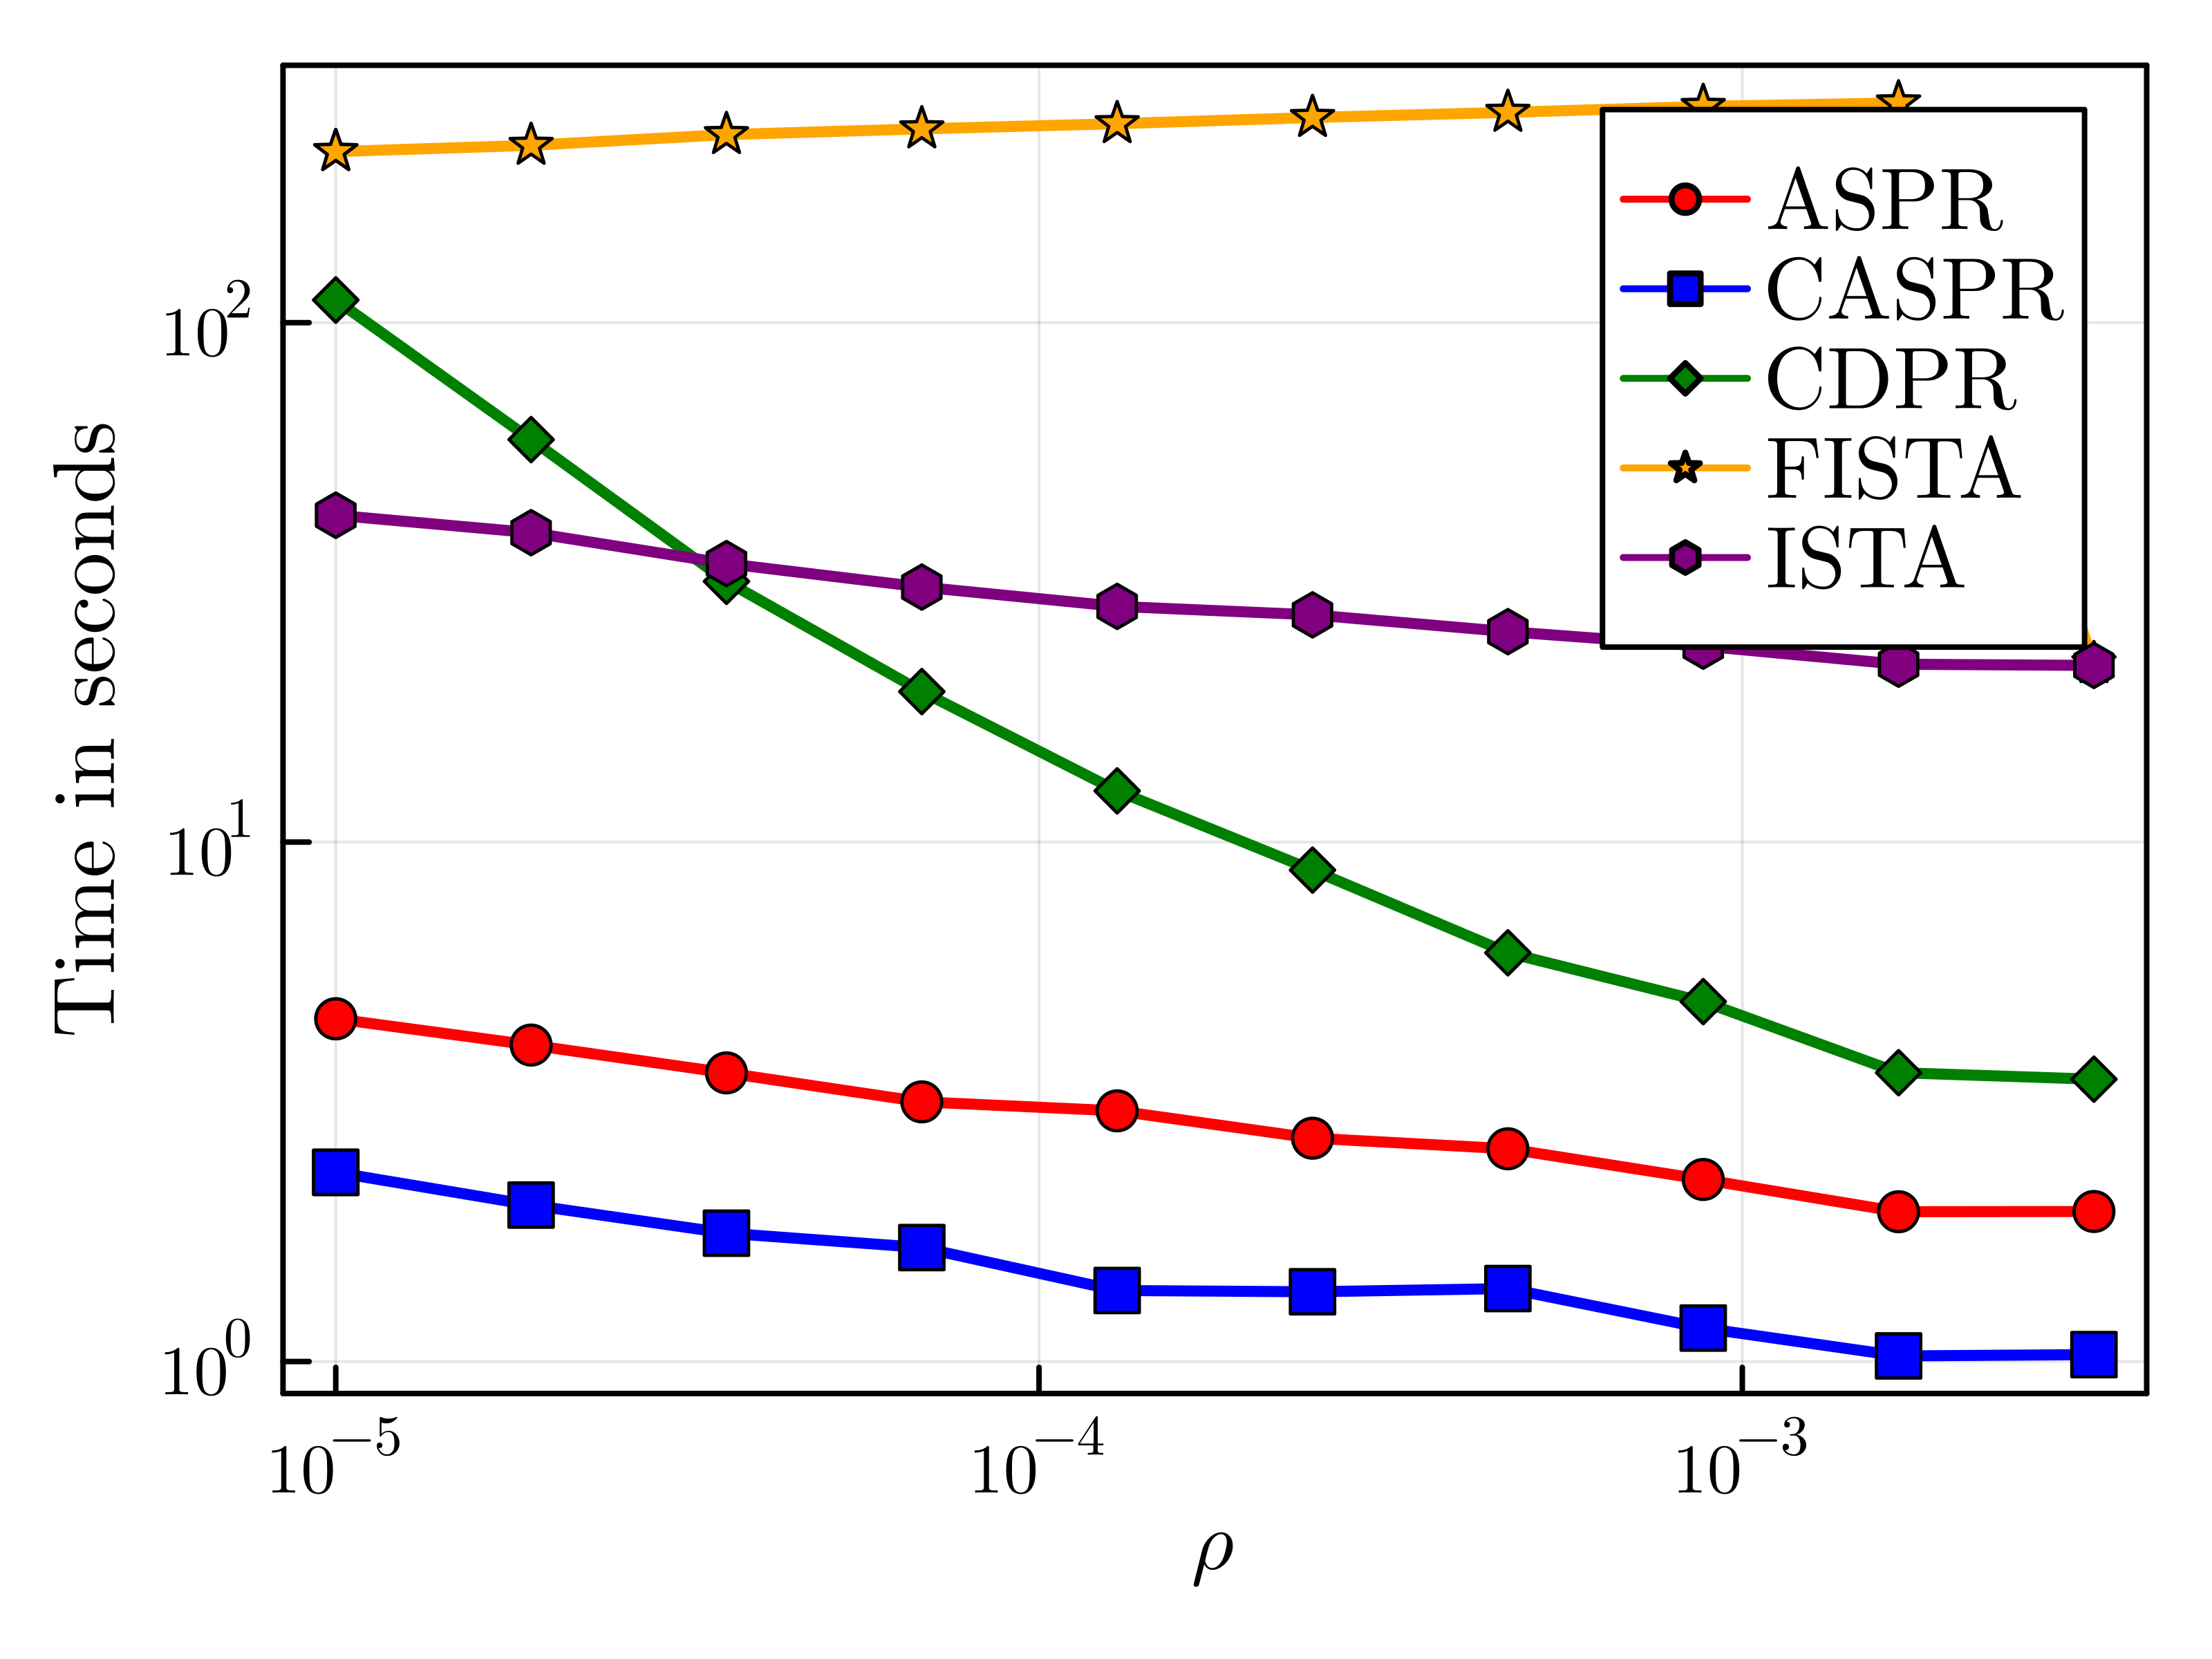 Time in seconds
10^2
10^1
10^0
10^−5
10^−4
10^−3
ρ
ASPR
CASPR
CDPR
FISTA
ISTA